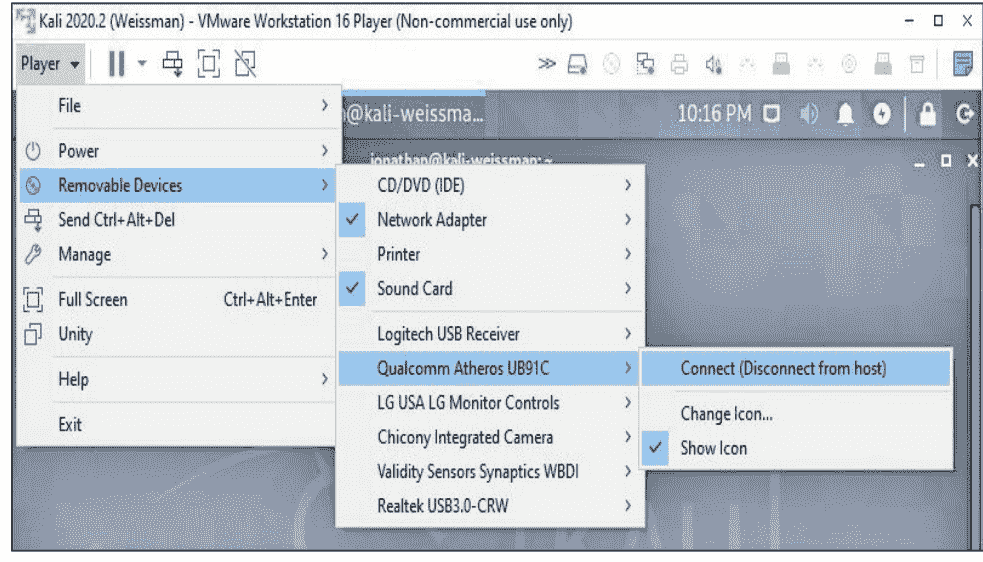 Kali 2020.2 (Weissman) - VMware Workstation 16 Player (Non-commercial use only)
Player
File
@kali-weissma...
10:16 PM
Power
jonathan@kali-weissman: ~
Removable Devices
CD/DVD (IDE)
Send Ctrl+Alt+Del
Network Adapter
Manage
Printer
Full Screen Ctrl+Alt+Enter
Sound Card
Unity
Logitech USB Receiver
Help
Qualcomm Atheros UB91C
Connect (Disconnect from host)
Exit
LG USA LG Monitor Controls
Change Icon...
Chicony Integrated Camera
Show Icon
Validity Sensors Synaptics WBDI
Realtek USB3.0-CRW